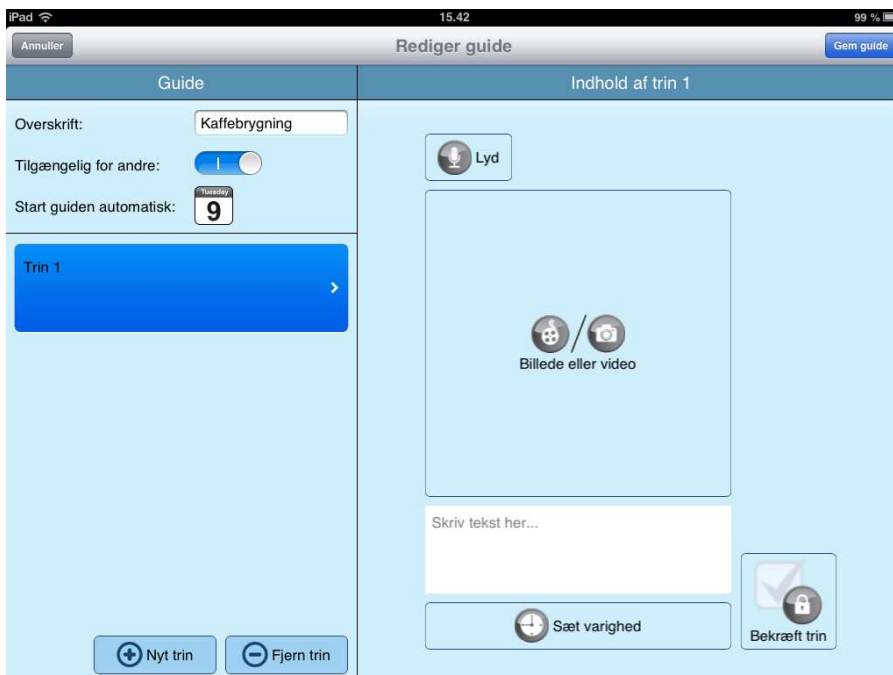 iPad 15.42 99 %
Annuller Rediger guide Gem guide
Guide
Indhold af trin 1
Overskrift: Kaffebrygning
Tilgængelig for andre:
Start guiden automatisk: Tuesday 9
Trin 1
Nyt trin Fjern trin
Lyd
Billede eller video
Skriv tekst her...
Sæt varighed
Bekræft trin